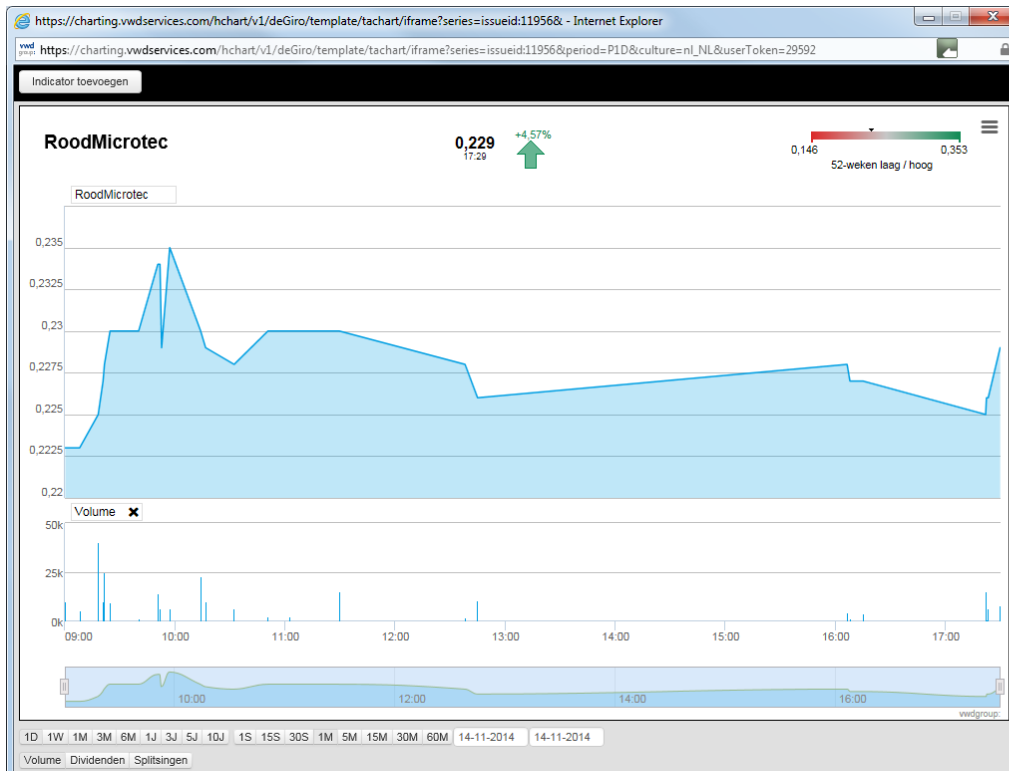 https://charting.vwdservices.com/hchart/v1/deGiro/template/tachart/iframe?series=issueid:11956& - Internet Explorer
vwd group: https://charting.vwdservices.com/hchart/v1/deGiro/template/tachart/iframe?series=issueid:11956&period=P1D&culture=nl_NL&userToken=29592
Indicator toevoegen
RoodMicrotec
0,229
17:29
+4,57%
0,146
0,353
52-weken laag / hoog
RoodMicrotec
0,235
0,2325
0,23
0,2275
0,225
0,2225
0,22
Volume
50k
25k
0k
09:00 10:00 11:00 12:00 13:00 14:00 15:00 16:00 17:00
10:00 12:00 14:00 16:00
vwdgroup:
1D 1W 1M 3M 6M 1J 3J 5J 10J 1S 15S 30S 1M 5M 15M 30M 60M 14-11-2014 14-11-2014
Volume Dividenden Splitsingen